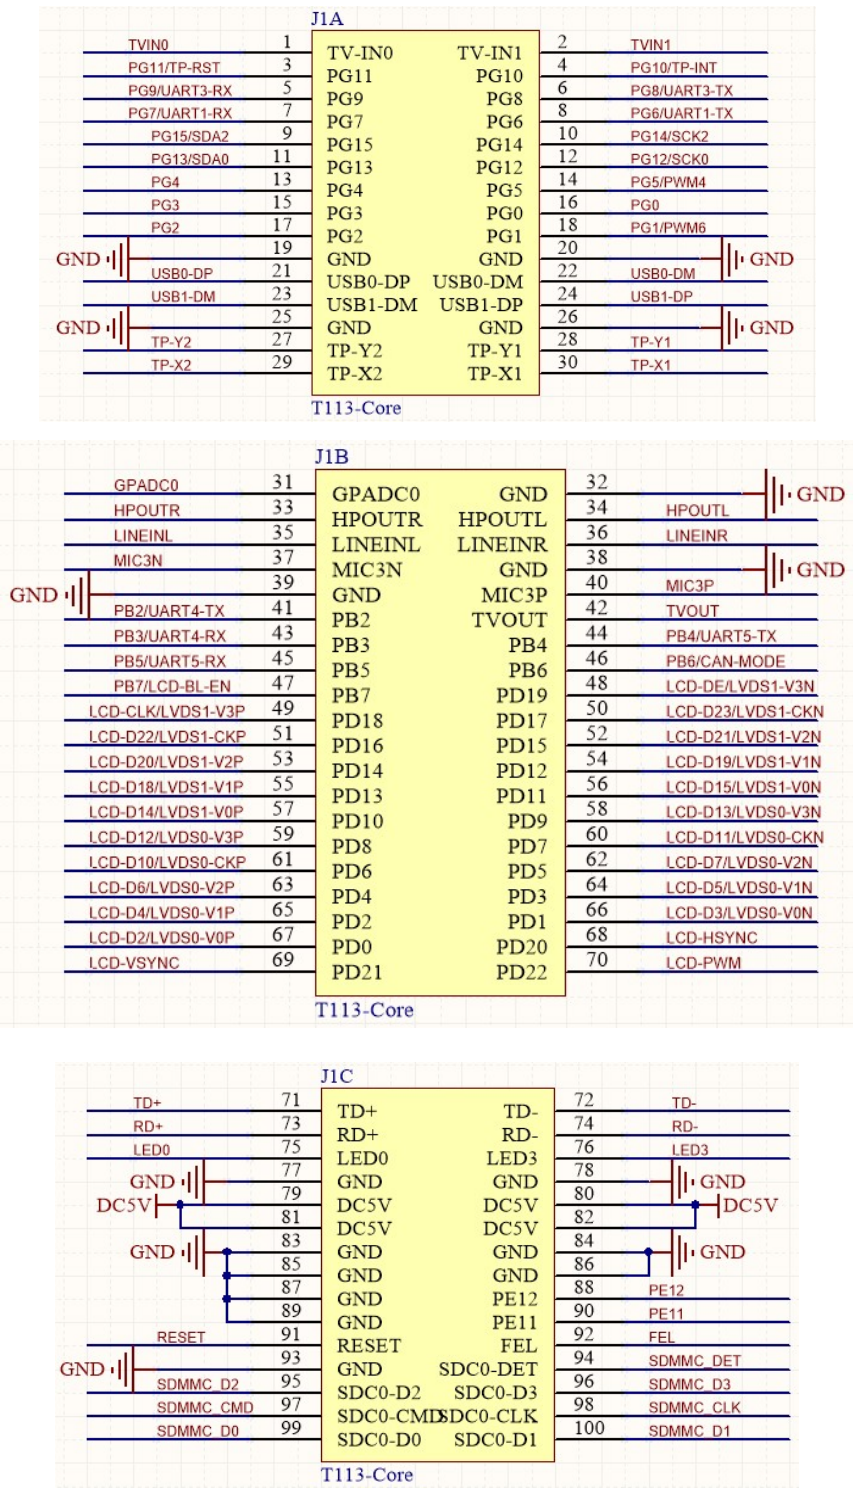 J1A
TVIN0 1 TV-IN0 TV-IN1 2 TVIN1
PG11/TP-RST 3 PG11 PG10 4 PG10/TP-INT
PG9/UART3-RX 5 PG9 PG8 6 PG8/UART3-TX
PG7/UART1-RX 7 PG7 PG6 8 PG6/UART1-TX
PG15/SDA2 9 PG15 PG14 10 PG14/SCK2
PG13/SDA0 11 PG13 PG12 12 PG12/SCK0
PG4 13 PG4 PG5 14 PG5/PWM4
PG3 15 PG3 PG0 16 PG0
PG2 17 PG2 PG1 18 PG1/PWM6
GND 19 GND GND 20 GND
USB0-DP 21 USB0-DP USB0-DM 22 USB0-DM
USB1-DM 23 USB1-DM USB1-DP 24 USB1-DP
GND 25 GND GND 26 GND
TP-Y2 27 TP-Y2 TP-Y1 28 TP-Y1
TP-X2 29 TP-X2 TP-X1 30 TP-X1
T113-Core
J1B
GPADC0 31 GPADC0 GND 32 GND
HPOUTR 33 HPOUTR HPOUTL 34 HPOUTL
LINEINL 35 LINEINL LINEINR 36 LINEINR
MIC3N 37 MIC3N GND 38 GND
GND 39 GND MIC3P 40 MIC3P
PB2/UART4-TX 41 PB2 TVOUT 42 TVOUT
PB3/UART4-RX 43 PB3 PB4 44 PB4/UART5-TX
PB5/UART5-RX 45 PB5 PB6 46 PB6/CAN-MODE
PB7/LCD-BL-EN 47 PB7 PD19 48 LCD-DE/LVDS1-V3N
LCD-CLK/LVDS1-V3P 49 PD18 PD17 50 LCD-D23/LVDS1-CKN
LCD-D22/LVDS1-CKP 51 PD16 PD15 52 LCD-D21/LVDS1-V2N
LCD-D20/LVDS1-V2P 53 PD14 PD12 54 LCD-D19/LVDS1-V1N
LCD-D18/LVDS1-V1P 55 PD13 PD11 56 LCD-D15/LVDS1-V0N
LCD-D14/LVDS1-V0P 57 PD10 PD9 58 LCD-D13/LVDS0-V3N
LCD-D12/LVDS0-V3P 59 PD8 PD7 60 LCD-D11/LVDS0-CKN
LCD-D10/LVDS0-CKP 61 PD6 PD5 62 LCD-D7/LVDS0-V2N
LCD-D6/LVDS0-V2P 63 PD4 PD3 64 LCD-D5/LVDS0-V1N
LCD-D4/LVDS0-V1P 65 PD2 PD1 66 LCD-D3/LVDS0-V0N
LCD-D2/LVDS0-V0P 67 PD0 PD20 68 LCD-HSYNC
LCD-VSYNC 69 PD21 PD22 70 LCD-PWM
T113-Core
J1C
TD+ 71 TD+ TD- 72 TD-
RD+ 73 RD+ RD- 74 RD-
LED0 75 LED0 LED3 76 LED3
GND 77 GND GND 78 GND
DC5V 79 DC5V DC5V 80 DC5V
81 DC5V DC5V 82
GND 83 GND GND 84 GND
85 GND GND 86
87 GND PE12 88 PE12
89 GND PE11 90 PE11
RESET 91 RESET FEL 92 FEL
GND 93 GND SDC0-DET 94 SDMMC_DET
SDMMC_D2 95 SDC0-D2 SDC0-D3 96 SDMMC_D3
SDMMC_CMD 97 SDC0-CMD SDC0-CLK 98 SDMMC_CLK
SDMMC_D0 99 SDC0-D0 SDC0-D1 100 SDMMC_D1
T113-Core